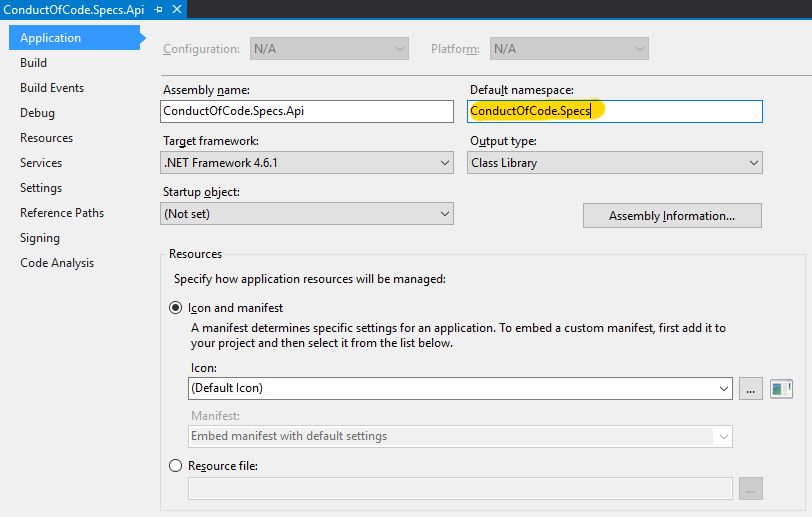 ConductOfCode.Specs.Api
Application
Build
Build Events
Debug
Resources
Services
Settings
Reference Paths
Signing
Code Analysis
Configuration: N/A Platform: N/A
Assembly name: Default namespace:
ConductOfCode.Specs.Api ConductOfCode.Specs
Target framework: Output type:
.NET Framework 4.6.1 Class Library
Startup object:
(Not set) Assembly Information...
Resources
Specify how application resources will be managed:
Icon and manifest
A manifest determines specific settings for an application. To embed a custom manifest, first add it to
your project and then select it from the list below.
Icon:
(Default Icon) ...
Manifest:
Embed manifest with default settings
Resource file:
...